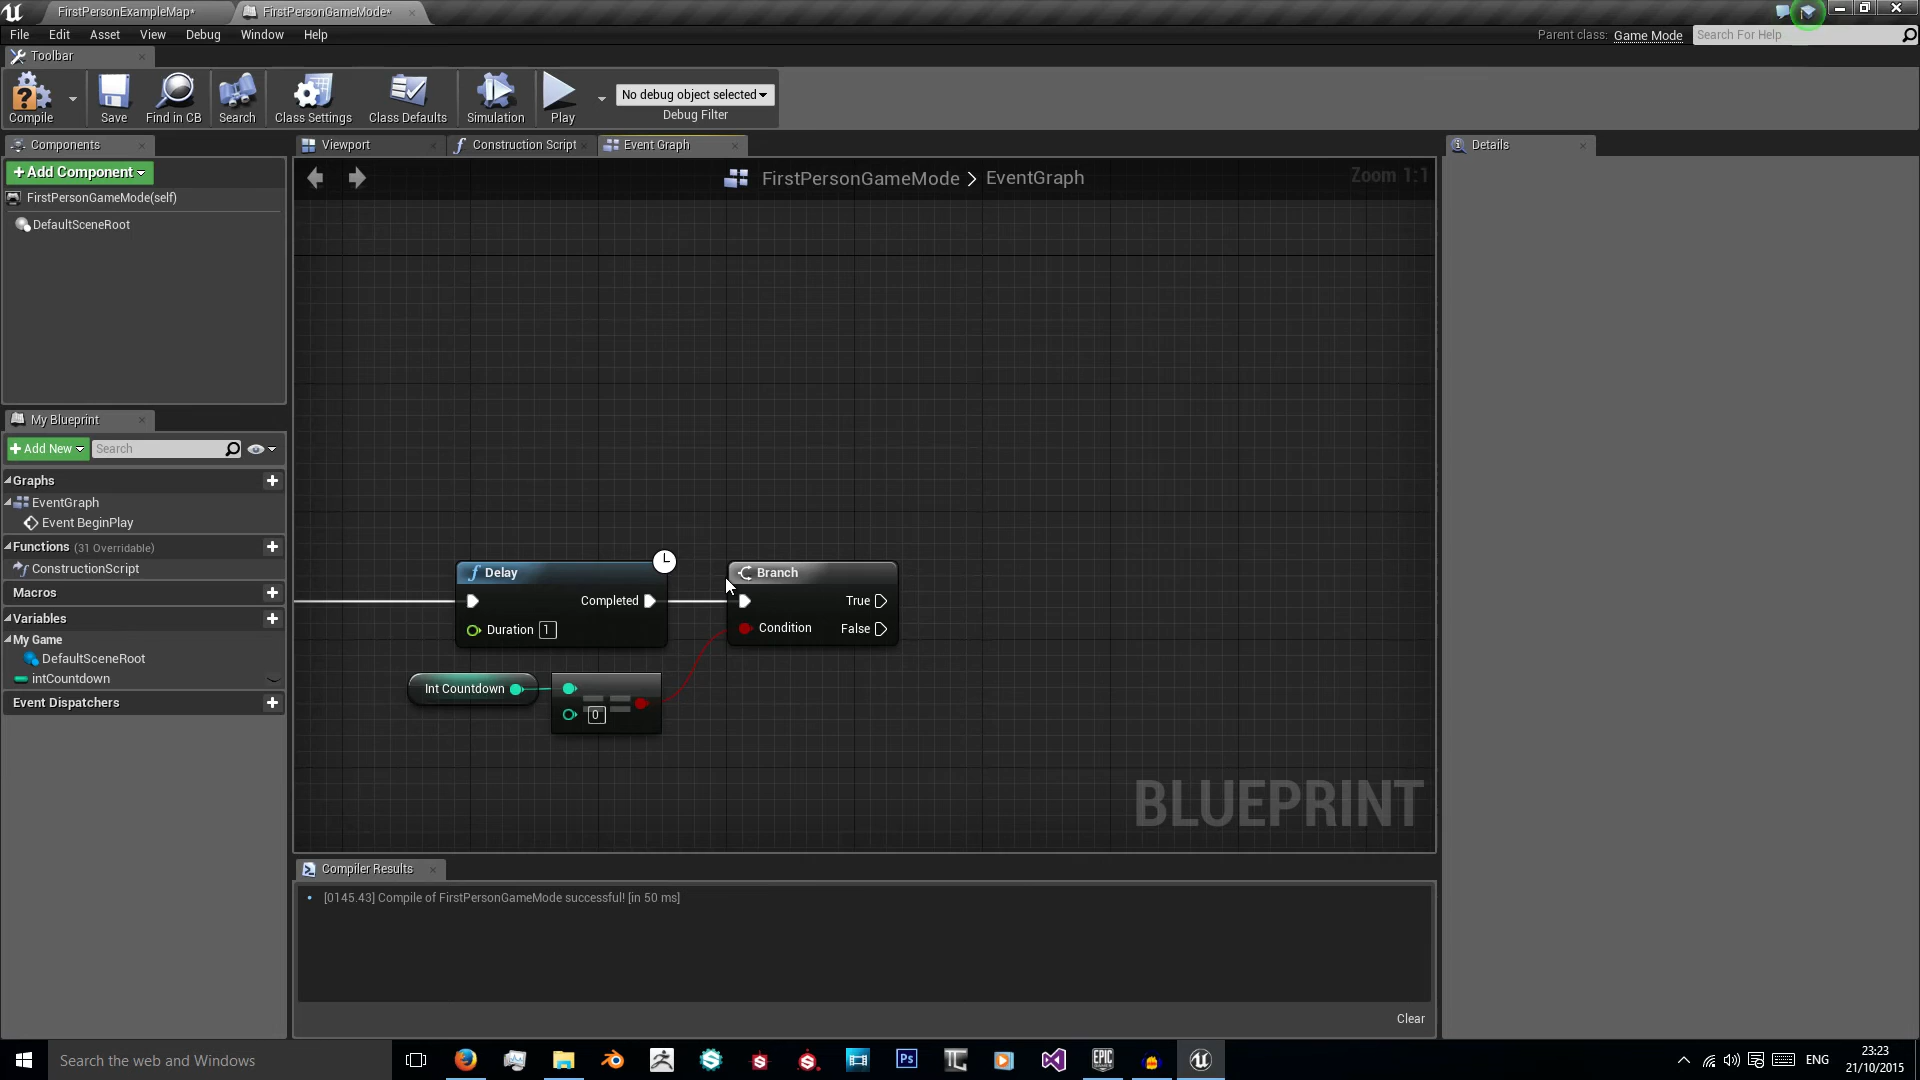 FirstPersonExampleMap*
FirstPersonGameMode*
File Edit Asset View Debug Window Help
Parent class: Game Mode
Search For Help
Toolbar
Compile
Save
Find in CB
Search
Class Settings
Class Defaults
Simulation
Play
No debug object selected
Debug Filter
Components
+Add Component
FirstPersonGameMode(self)
DefaultSceneRoot
My Blueprint
+Add New
Search
Graphs
EventGraph
Event BeginPlay
Functions (31 Overridable)
ConstructionScript
Macros
Variables
My Game
DefaultSceneRoot
intCountdown
Event Dispatchers
Viewport
Construction Script
Event Graph
FirstPersonGameMode > EventGraph
Zoom 1:1
Delay
Completed
Duration 1
Branch
True
Condition
False
Int Countdown
==
0
BLUEPRINT
Compiler Results
[0145.43] Compile of FirstPersonGameMode successful! [in 50 ms]
Clear
Details
Search the web and Windows
Ps
EPIC
ENG
23:23
21/10/2015